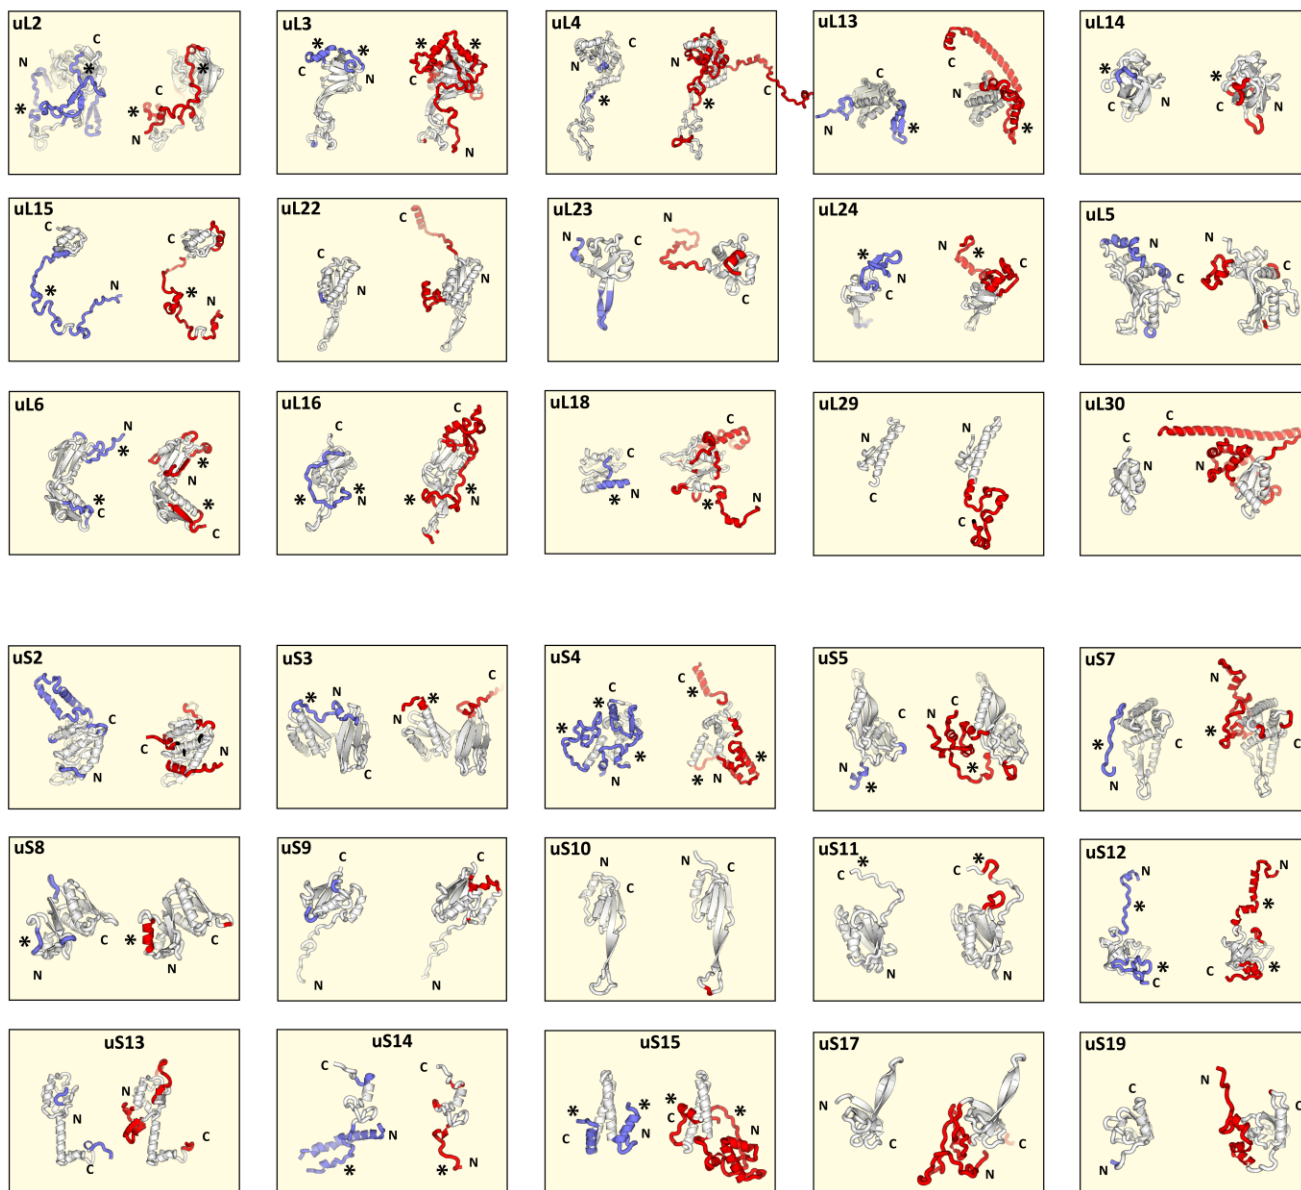 uL2
N
C
*
*
C
*
*
N
uL3
*
*
C
N
*
*
C
N
uL4
N
*
*
C
uL13
C
N
*
C
N
*
uL14
*
C
N
*
C
N
uL15
C
*
N
C
*
N
uL22
C
N
C
N
uL23
N
C
N
C
uL24
*
N
C
N
*
C
uL5
N
C
N
C
uL6
N
*
*
C
*
N
*
C
uL16
C
*
N
C
*
*
N
uL18
C
*
N
C
*
N
uL29
N
C
N
C
uL30
C
N
C
N
uS2
C
N
C
N
uS3
*
N
C
*
N
C
uS4
*
C
*
*
N
C
*
*
*
N
uS5
C
N
*
C
N
*
uS7
*
C
N
N
*
C
uS8
*
C
N
*
C
N
uS9
C
N
C
N
uS10
N
C
N
C
uS11
*
C
N
*
C
N
uS12
N
*
*
C
N
*
C
*
uS13
N
C
N
C
uS14
C
N
*
C
*
N
uS15
*
*
C
N
*
*
C
N
uS17
N
C
C
N
uS19
C
N
N
C